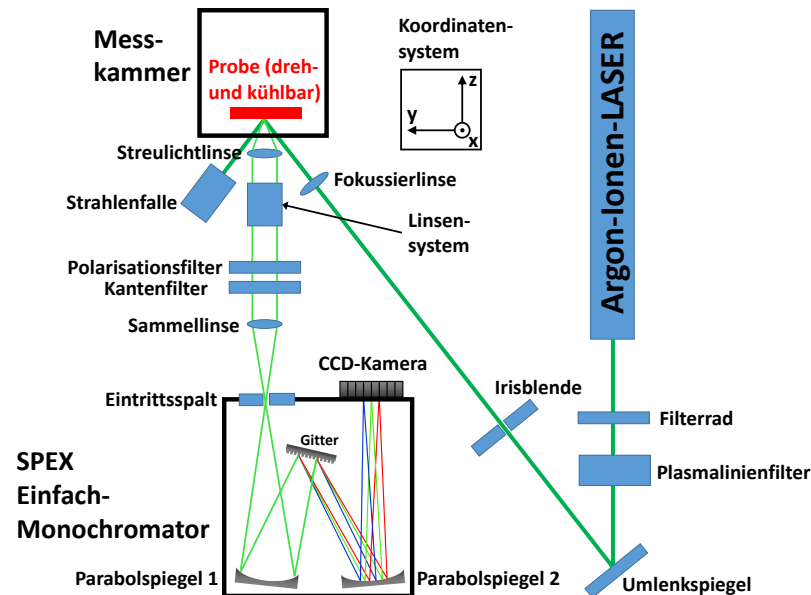 Mess-
kammer
Probe (dreh-
und kühlbar)
Koordinaten-
system
z
y
x
Argon-Ionen-LASER
Streulichtlinse
Fokussierlinse
Strahlenfalle
Linsen-
system
Polarisationsfilter
Kantenfilter
Sammellinse
CCD-Kamera
Irisblende
Eintrittsspalt
Filterrad
Gitter
SPEX
Einfach-
Monochromator
Plasmalinienfilter
Parabolspiegel 1
Parabolspiegel 2
Umlenkspiegel